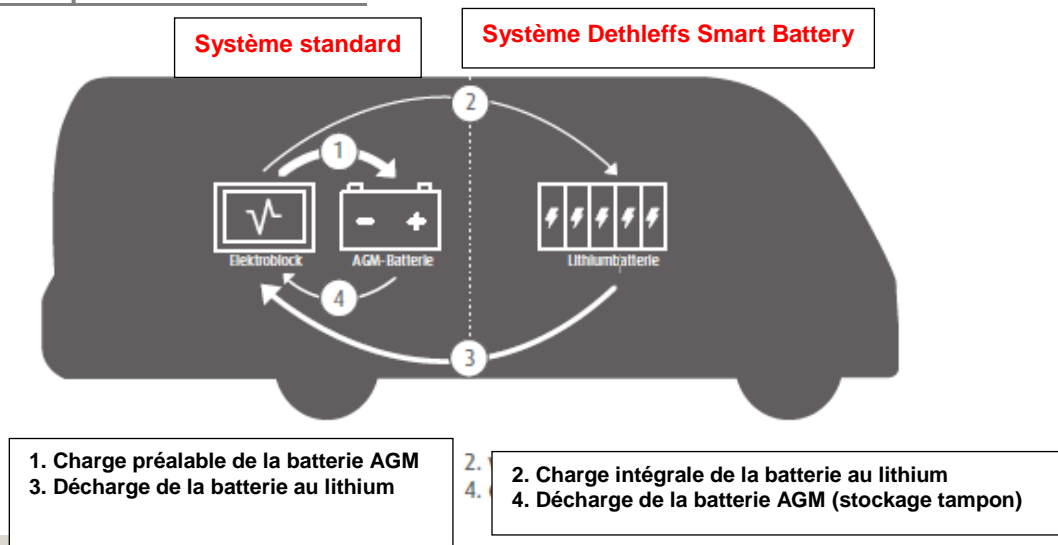 Système standard
Système Dethleffs Smart Battery
2
1
Elektroblock
AGM-Batterie
Lithiumbatterie
4
3
1. Charge préalable de la batterie AGM
3. Décharge de la batterie au lithium
2.
4.
2. Charge intégrale de la batterie au lithium
4. Décharge de la batterie AGM (stockage tampon)